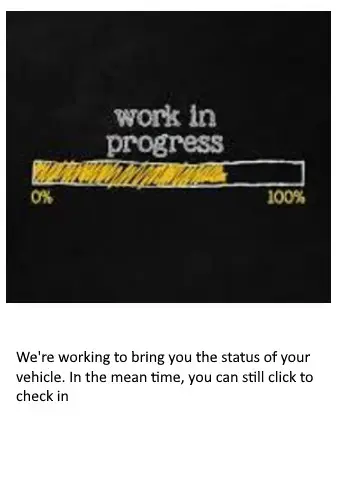 work in
progress
0%
100%
We're working to bring you the status of your
vehicle. In the mean time, you can still click to
check in